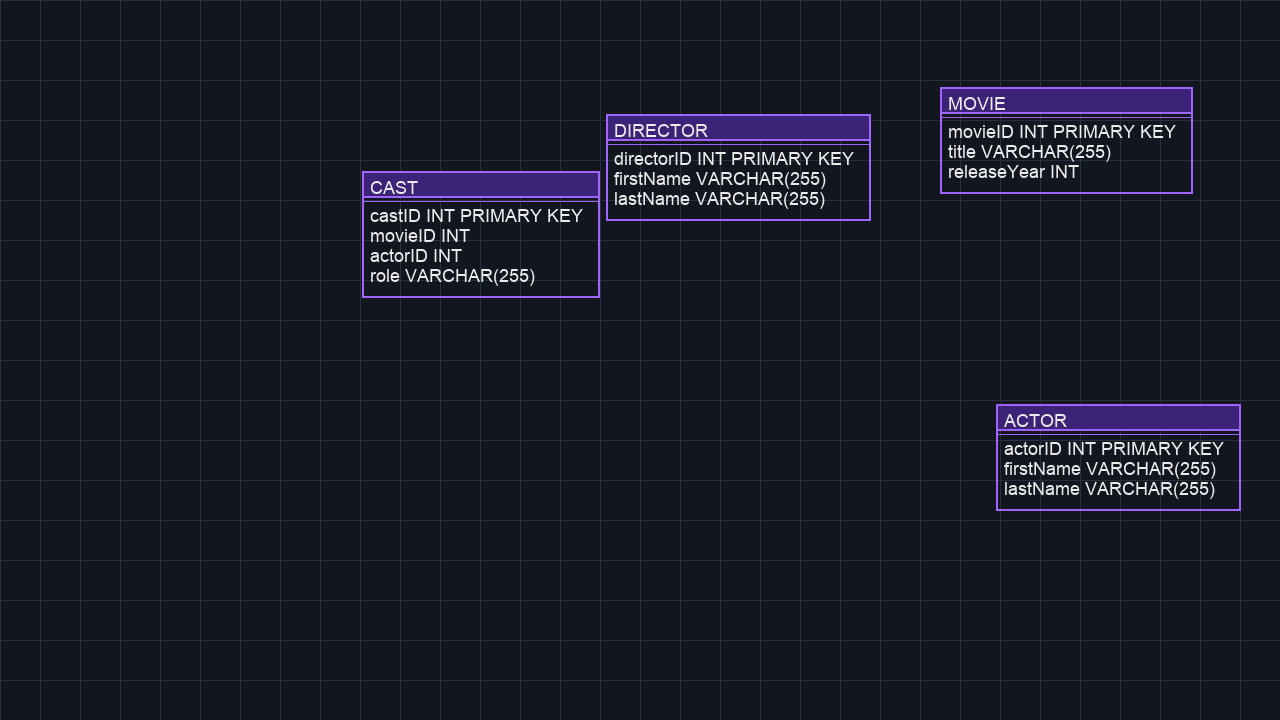 CAST
castID INT PRIMARY KEY
movieID INT
actorID INT
role VARCHAR(255)
DIRECTOR
directorID INT PRIMARY KEY
firstName VARCHAR(255)
lastName VARCHAR(255)
MOVIE
movieID INT PRIMARY KEY
title VARCHAR(255)
releaseYear INT
ACTOR
actorID INT PRIMARY KEY
firstName VARCHAR(255)
lastName VARCHAR(255)